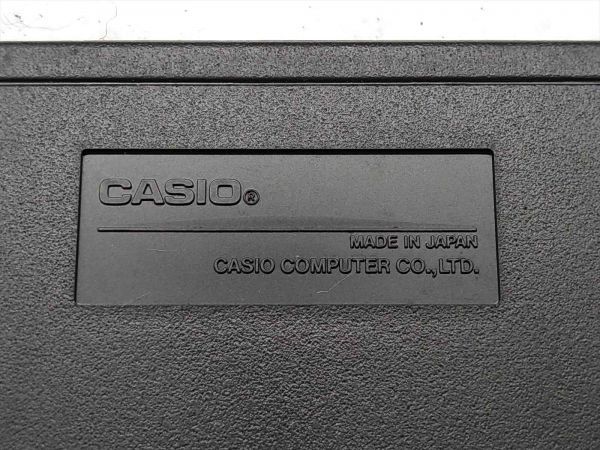 CASIO®
MADE IN JAPAN
CASIO COMPUTER CO.,LTD.